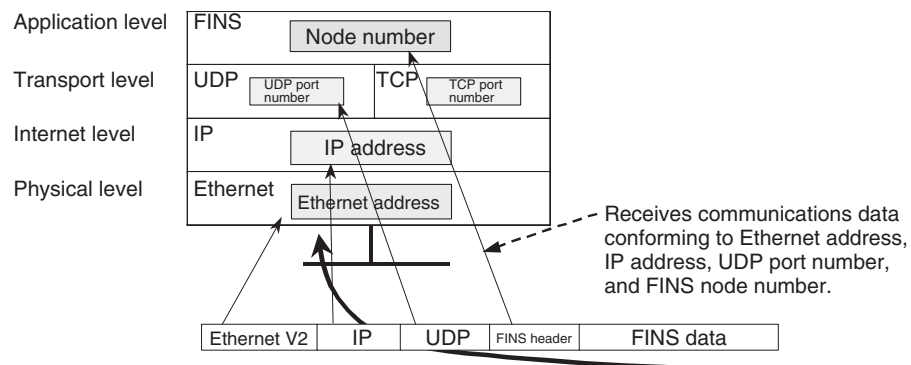 Application level
FINS
Node number
Transport level
UDP
UDP port
number
TCP
TCP port
number
Internet level
IP
IP address
Physical level
Ethernet
Ethernet address
Receives communications data
conforming to Ethernet address,
IP address, UDP port number,
and FINS node number.
Ethernet V2
IP
UDP
FINS header
FINS data